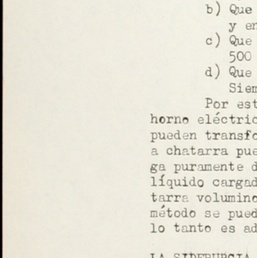 b) Que
y en
c) Que
500
d) Que
Siem
Por est
horno eléctric
pueden transfo
a chatarra pue
ga puramente d
líquido cargad
tarra volumino
método se pued
lo tanto es ad
LA SIDERURGIA